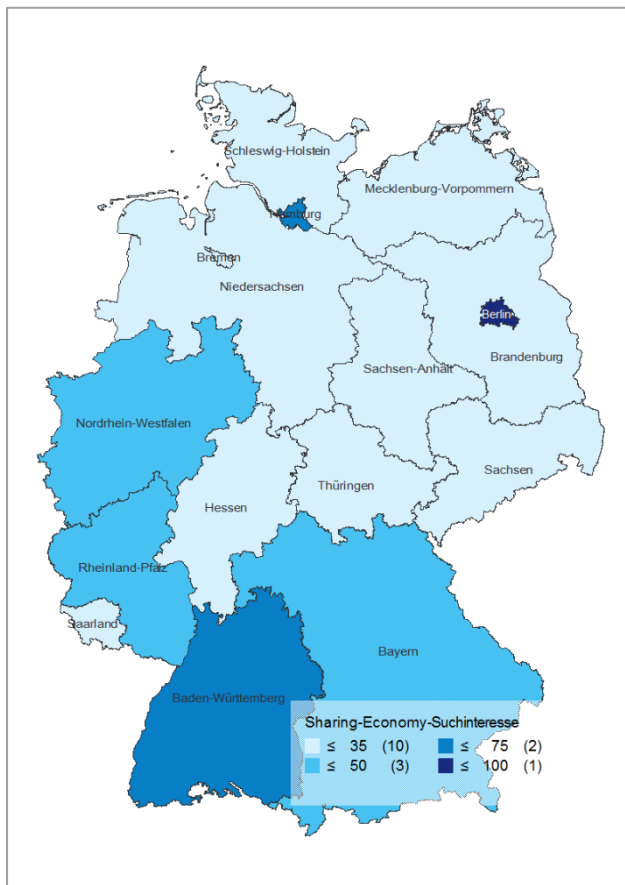 Schleswig-Holstein
Mecklenburg-Vorpommern
Hamburg
Bremen
Niedersachsen
Berlin
Brandenburg
Sachsen-Anhalt
Nordrhein-Westfalen
Sachsen
Thüringen
Hessen
Rheinland-Pfalz
Saarland
Bayern
Baden-Württemberg
Sharing-Economy-Suchinteresse
≤ 35 (10) ≤ 75 (2)
≤ 50 (3) ≤ 100 (1)